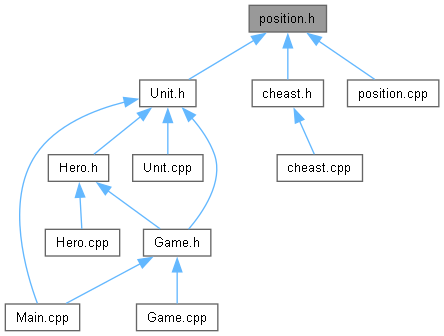 position.h
Unit.h
cheast.h
position.cpp
Hero.h
Unit.cpp
cheast.cpp
Hero.cpp
Game.h
Main.cpp
Game.cpp